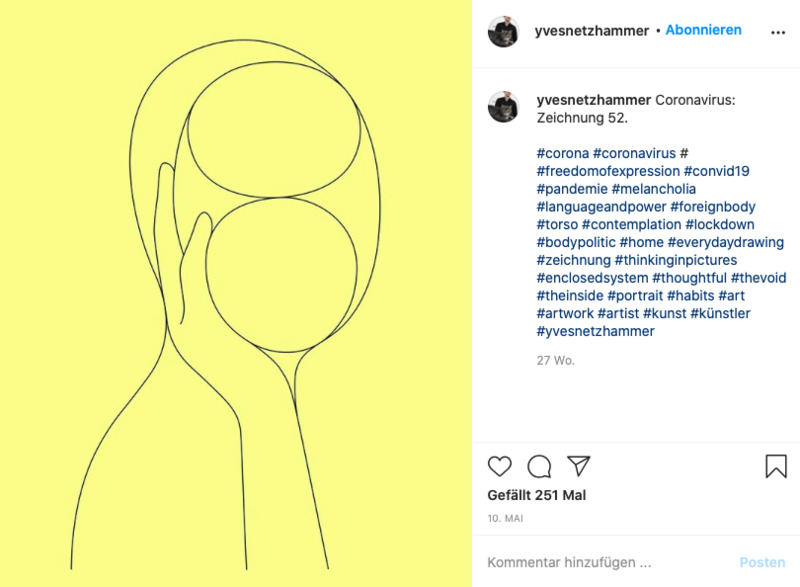 yvesnetzhammer • Abonnieren
yvesnetzhammer Coronavirus:
Zeichnung 52.
#corona #coronavirus #
#freedomofexpression #convid19
#pandemie #melancholia
#languageandpower #foreignbody
#torso #contemplation #lockdown
#bodypolitic #home #everydaydrawing
#zeichnung #thinkinginpictures
#enclosedsystem #thoughtful #thevoid
#theinside #portrait #habits #art
#artwork #artist #kunst #künstler
#yvesnetzhammer
27 Wo.
Gefällt 251 Mal
10. MAI
Kommentar hinzufügen ... Posten